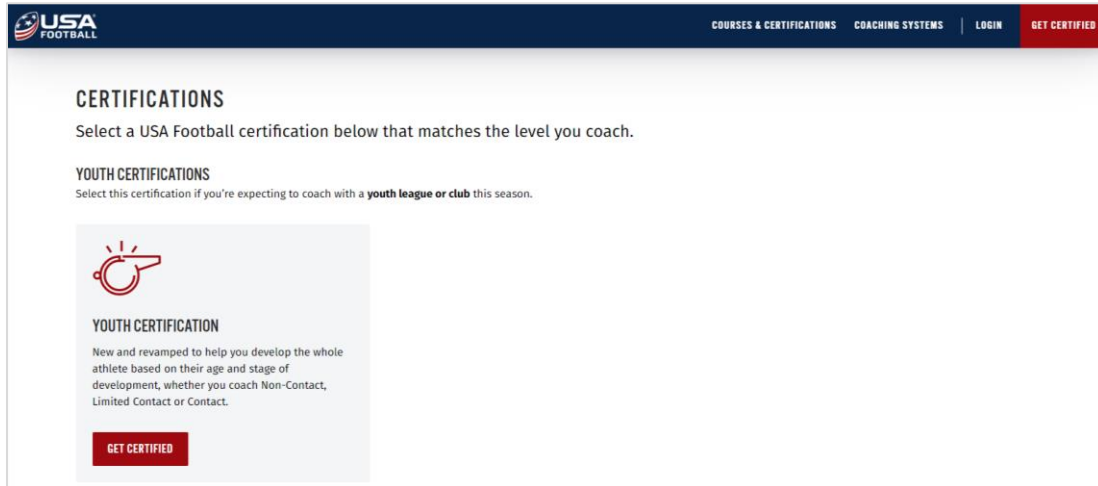 USA
FOOTBALL
COURSES & CERTIFICATIONS COACHING SYSTEMS LOGIN GET CERTIFIED
CERTIFICATIONS
Select a USA Football certification below that matches the level you coach.
YOUTH CERTIFICATIONS
Select this certification if you're expecting to coach with a youth league or club this season.
YOUTH CERTIFICATION
New and revamped to help you develop the whole
athlete based on their age and stage of
development, whether you coach Non-Contact,
Limited Contact or Contact.
GET CERTIFIED